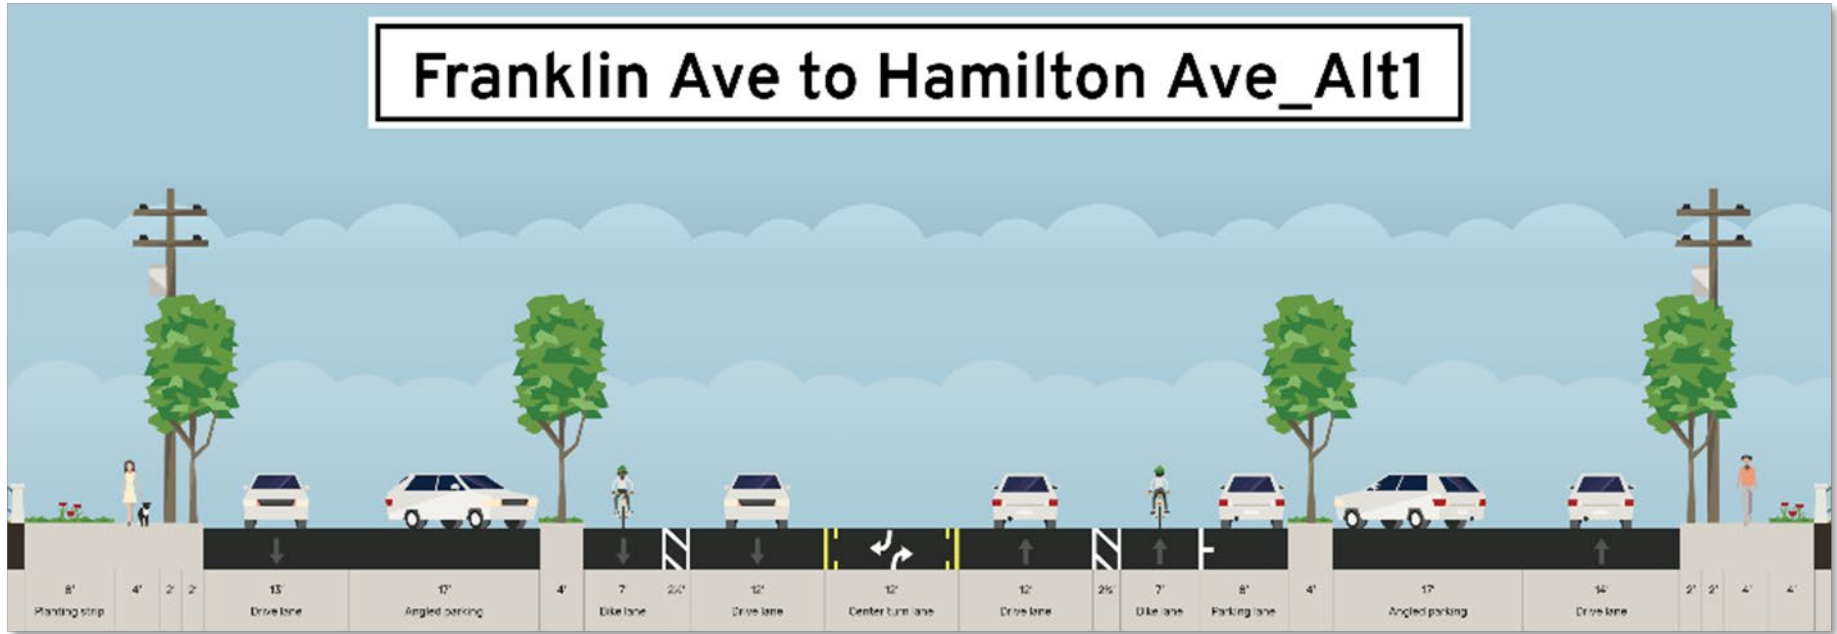 Franklin Ave to Hamilton Ave_Alt1
8' 4' 2' 2' 13' 17' 4' 7' 2½' 12' 12' 12' 2½' 7' 8' 4' 17' 14' 2' 2' 4' 4'
Planting strip Drive lane Angled parking Bike lane Drive lane Center turn lane Drive lane Bike lane Parking lane Angled parking Drive lane